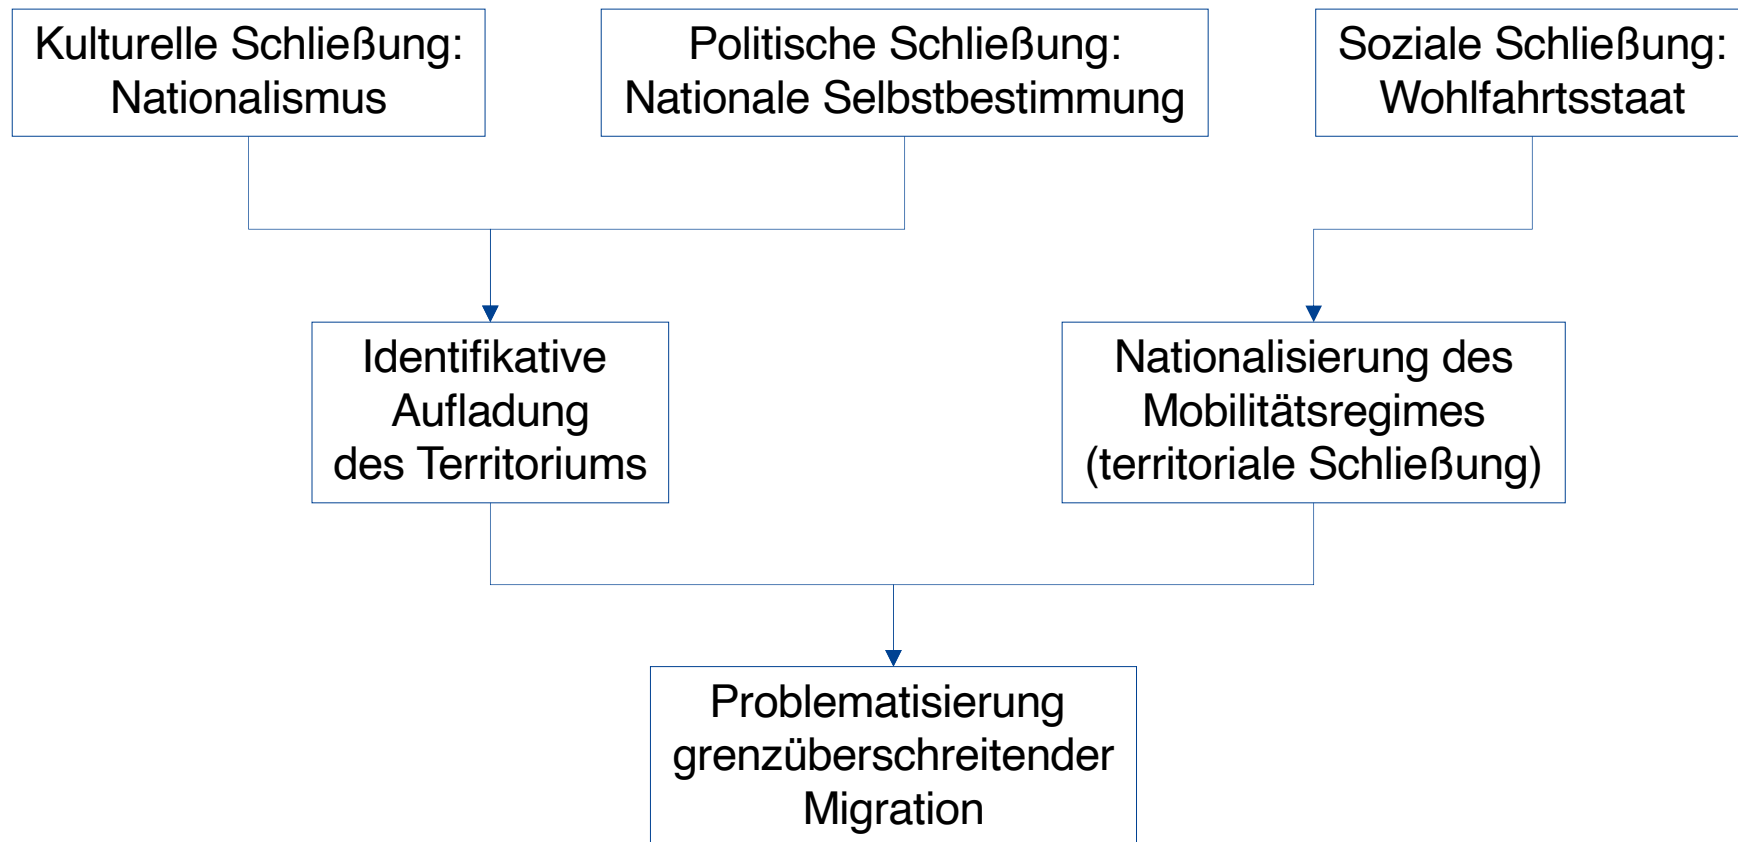 Kulturelle Schließung:
Nationalismus
Politische Schließung:
Nationale Selbstbestimmung
Soziale Schließung:
Wohlfahrtsstaat
Identifikative
Aufladung
des Territoriums
Nationalisierung des
Mobilitätsregimes
(territoriale Schließung)
Problematisierung
grenzüberschreitender
Migration